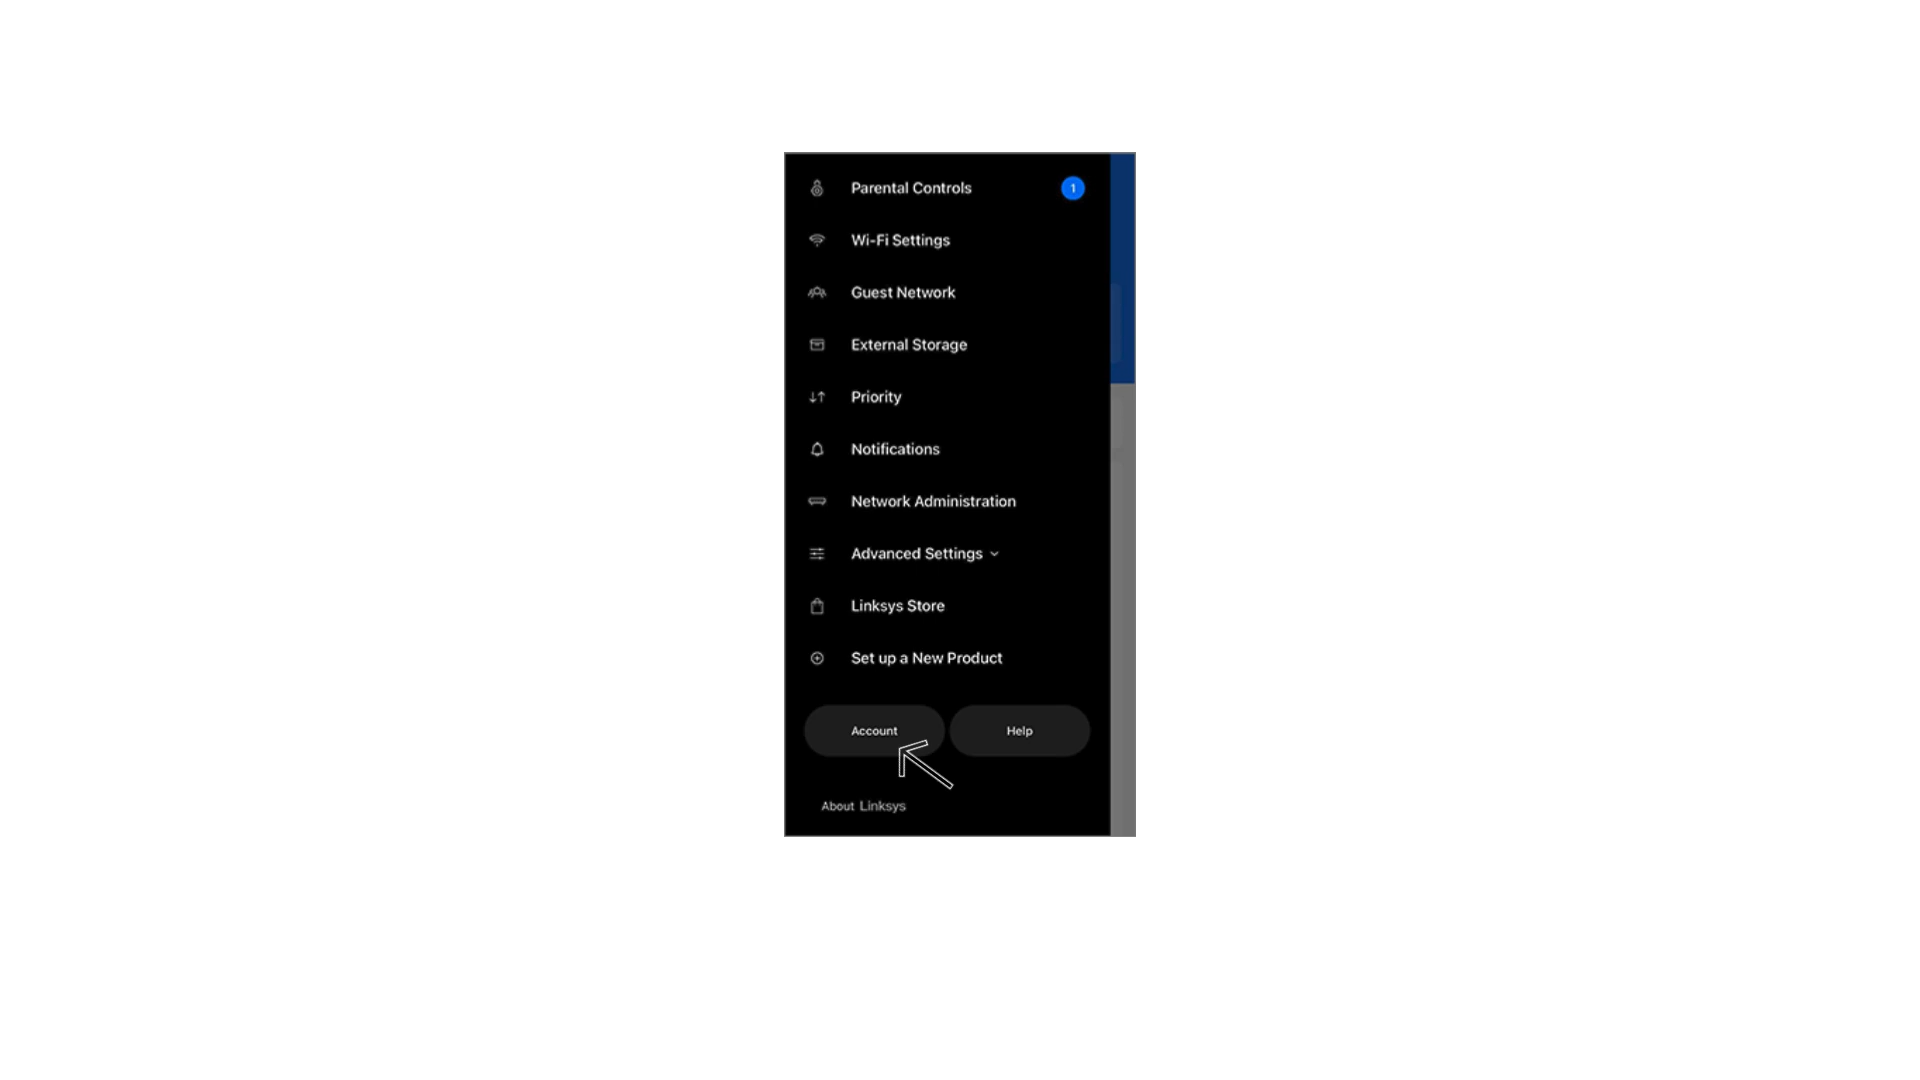 Parental Controls 1
Wi-Fi Settings
Guest Network
External Storage
Priority
Notifications
Network Administration
Advanced Settings
Linksys Store
Set up a New Product
Account Help
About Linksys